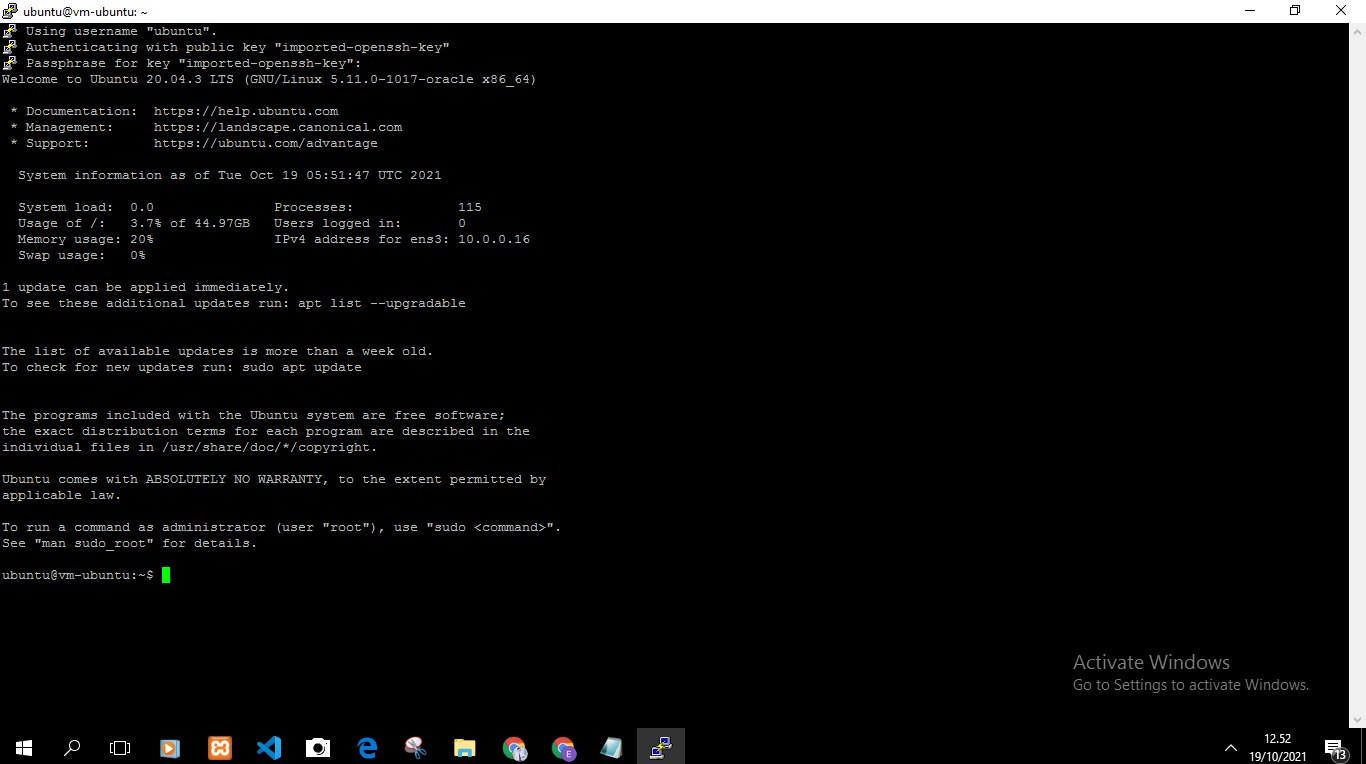 ubuntu@vm-ubuntu: ~
Using username "ubuntu".
Authenticating with public key "imported-openssh-key"
Passphrase for key "imported-openssh-key":
Welcome to Ubuntu 20.04.3 LTS (GNU/Linux 5.11.0-1017-oracle x86_64)
* Documentation:  https://help.ubuntu.com
* Management:     https://landscape.canonical.com
* Support:        https://ubuntu.com/advantage
System information as of Tue Oct 19 05:51:47 UTC 2021
System load:  0.0               Processes:             115
Usage of /:   3.7% of 44.97GB   Users logged in:       0
Memory usage: 20%               IPv4 address for ens3: 10.0.0.16
Swap usage:   0%
1 update can be applied immediately.
To see these additional updates run: apt list --upgradable
The list of available updates is more than a week old.
To check for new updates run: sudo apt update
The programs included with the Ubuntu system are free software;
the exact distribution terms for each program are described in the
individual files in /usr/share/doc/*/copyright.
Ubuntu comes with ABSOLUTELY NO WARRANTY, to the extent permitted by
applicable law.
To run a command as administrator (user "root"), use "sudo <command>".
See "man sudo_root" for details.
ubuntu@vm-ubuntu:~$
Activate Windows
Go to Settings to activate Windows.
E
12.52
19/10/2021
13